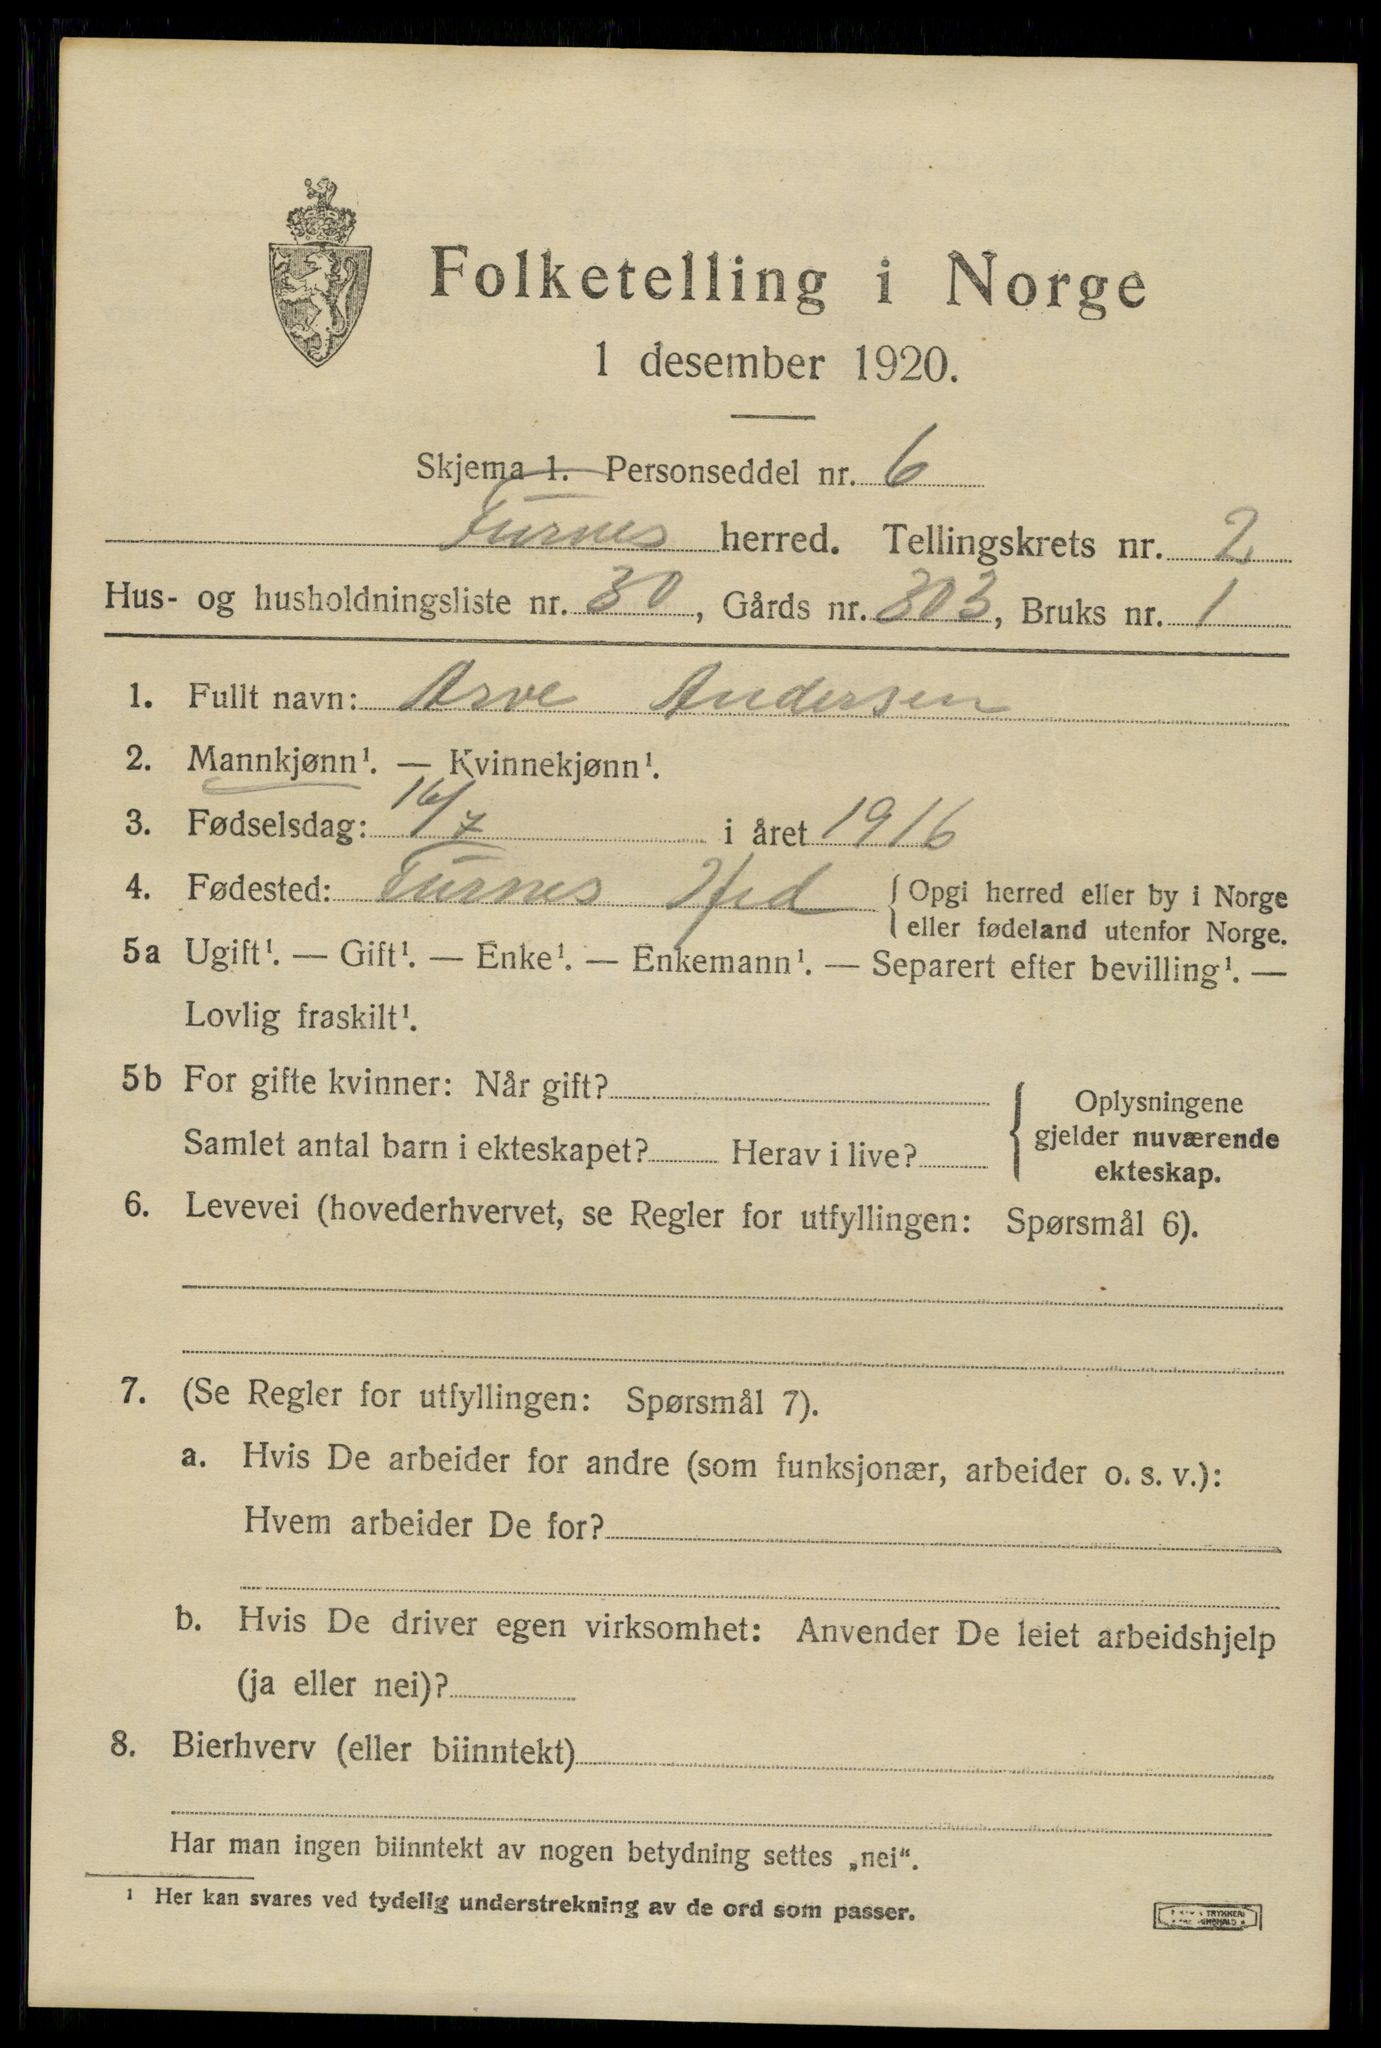 Folketelling i Norge
1 desember 1920.
Skjema 1. Personseddel nr. 6
Furnes herred. Tellingskrets nr. 2
Hus- og husholdningsliste nr. 30, Gårds nr. 303, Bruks nr. 1
1. Fullt navn: Arve Andersen
2. Mannkjønn¹. — Kvinnekjønn¹.
3. Fødselsdag: 16/7 i året 1916
4. Fødested: Furnes Hrd {Opgi herred eller by i Norge
eller fødeland utenfor Norge.
5a Ugift¹. — Gift¹. — Enke¹. — Enkemann¹. — Separert efter bevilling¹. —
Lovlig fraskilt¹.
5b For gifte kvinner: Når gift?
Samlet antal barn i ekteskapet? Herav i live?
Oplysningene
gjelder nuværende
ekteskap.
6. Levevei (hovederhvervet, se Regler for utfyllingen: Spørsmål 6).
7. (Se Regler for utfyllingen: Spørsmål 7).
a. Hvis De arbeider for andre (som funksjonær, arbeider o. s. v.):
Hvem arbeider De for?
b. Hvis De driver egen virksomhet: Anvender De leiet arbeidshjelp
(ja eller nei)?
8. Bierhverv (eller biinntekt)
Har man ingen biinntekt av nogen betydning settes „nei“.
¹ Her kan svares ved tydelig understrekning av de ord som passer.
TRYKKERI